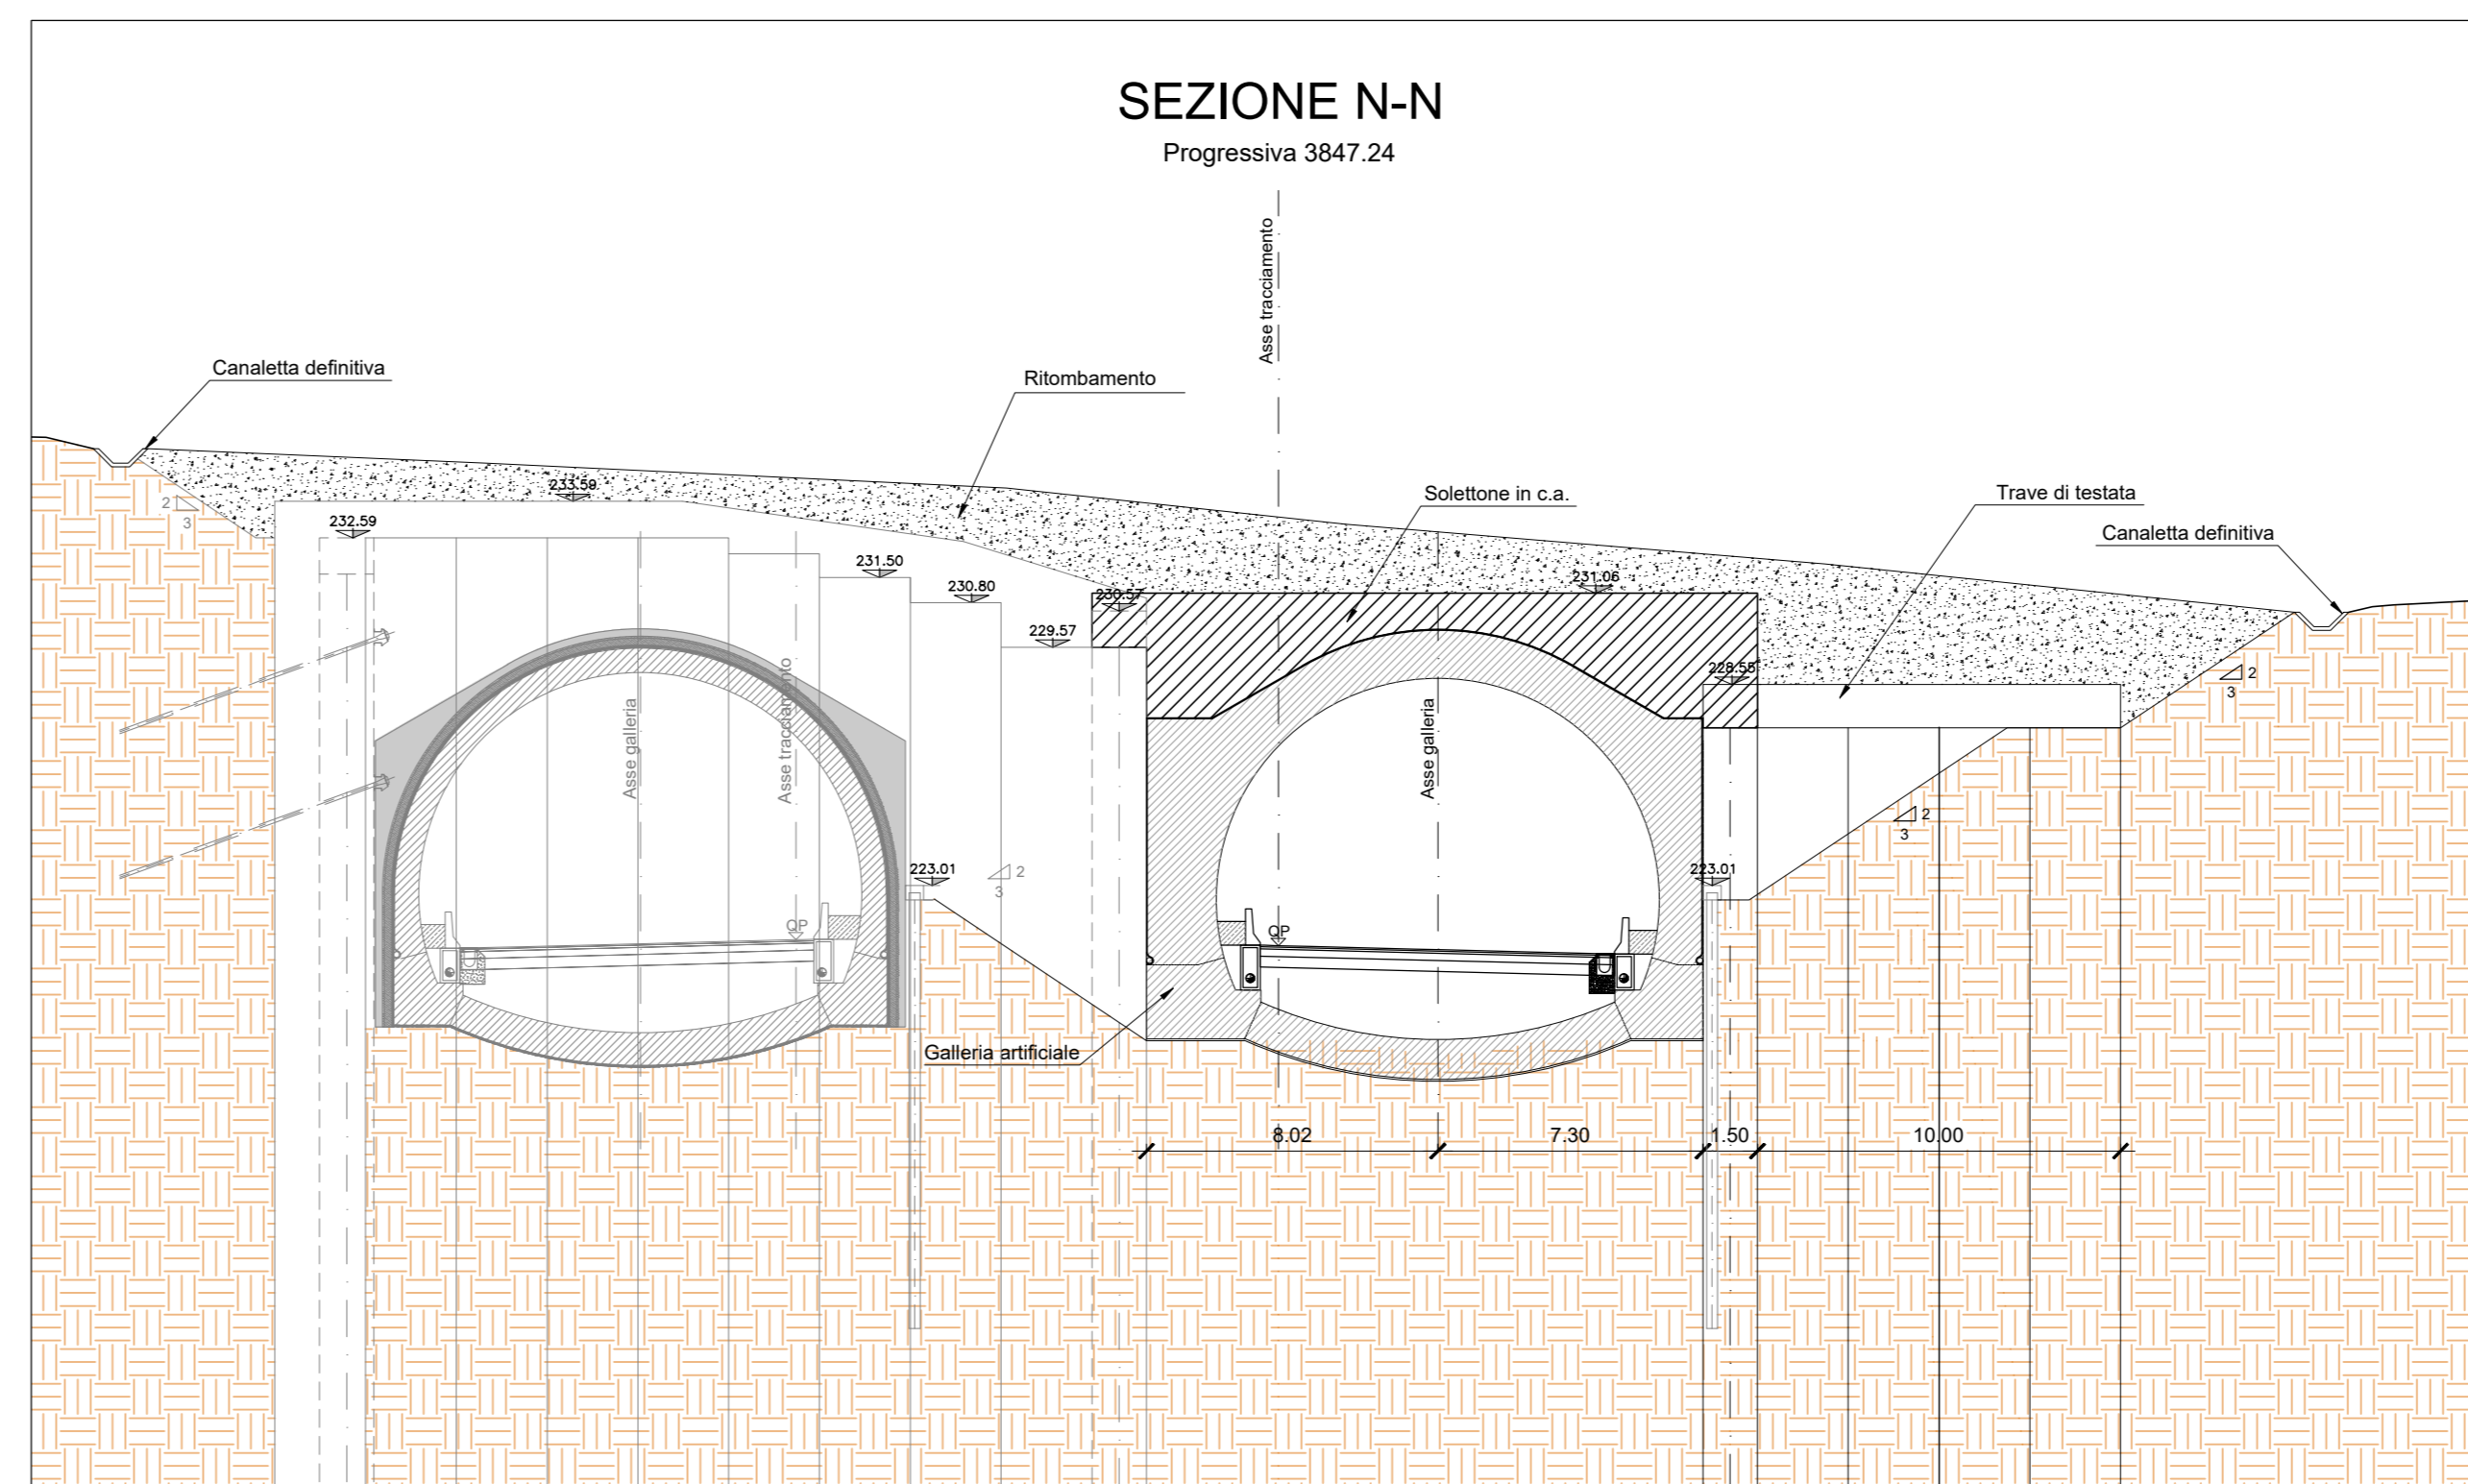 SEZIONE N-N
Progressiva 3847.24
Asse tracciamento
Canaletta definitiva
Ritombamento
Solettone in c.a.
Trave di testata
Canaletta definitiva
2
3
233.59
232.59
231.50
230.80
230.57
229.57
231.06
228.55
2
3
Asse galleria
Asse tracciamento
Asse galleria
2
3
223.01
2
3
223.01
QP
QP
Galleria artificiale
8.02
7.30
1.50
10.00